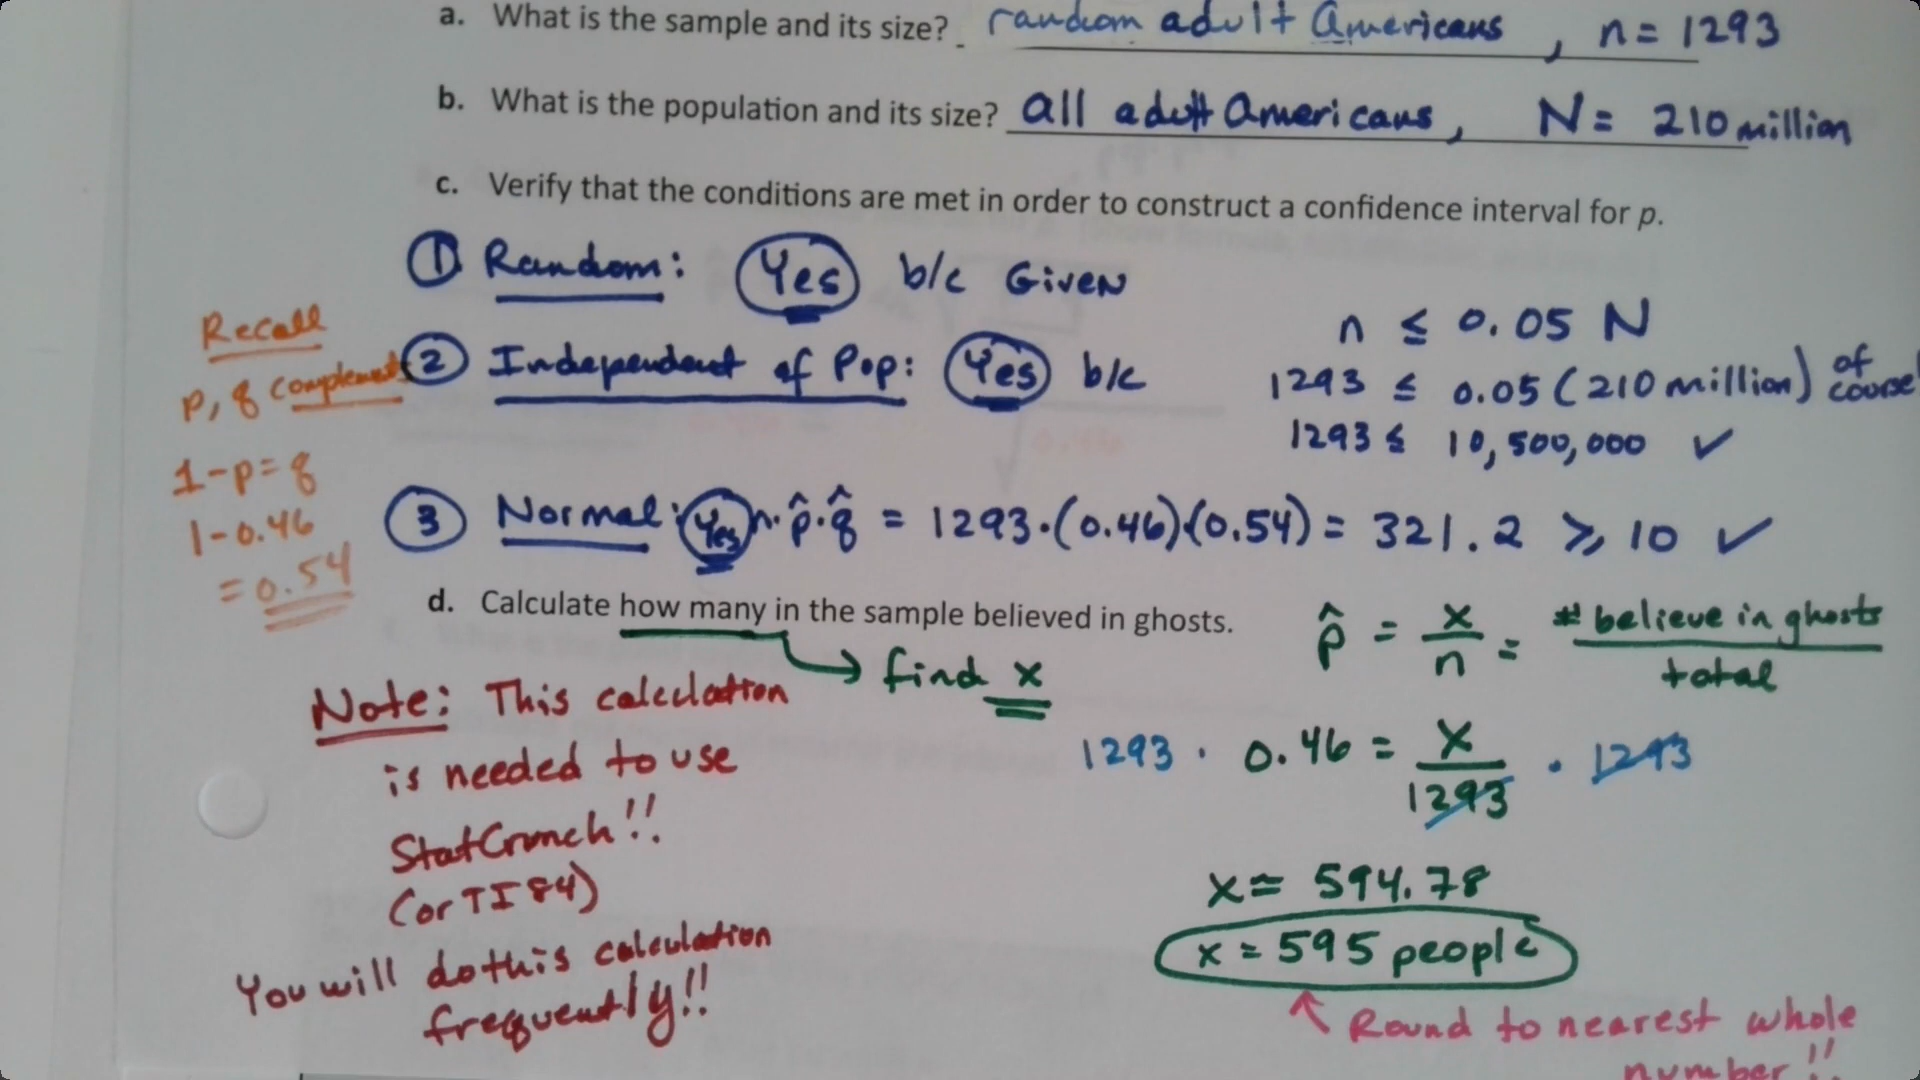 a. What is the sample and its size? random adult Americans, n = 1293
b. What is the population and its size? all adult Americans, N = 210 million
c. Verify that the conditions are met in order to construct a confidence interval for p.
① Random: Yes b/c Given
② Independent of Pop: Yes b/c
n ≤ 0.05 N
1293 ≤ 0.05 (210 million) of course!
1293 ≤ 10,500,000 ✓
Recall
p, q complement
1-p=q
1-0.46
=0.54
③ Normal: Yes n·p̂·q̂ = 1293·(0.46)·(0.54) = 321.2 ≥ 10 ✓
d. Calculate how many in the sample believed in ghosts.
→ find x
p̂ = x/n = # believe in ghosts / total
1293 · 0.46 = x/1293 · 1293
x = 594.78
x = 595 people
↑ Round to nearest whole
number!!
Note: This calculation
is needed to use
StatCrunch!!
(or TI 84)
You will do this calculation
frequently!!